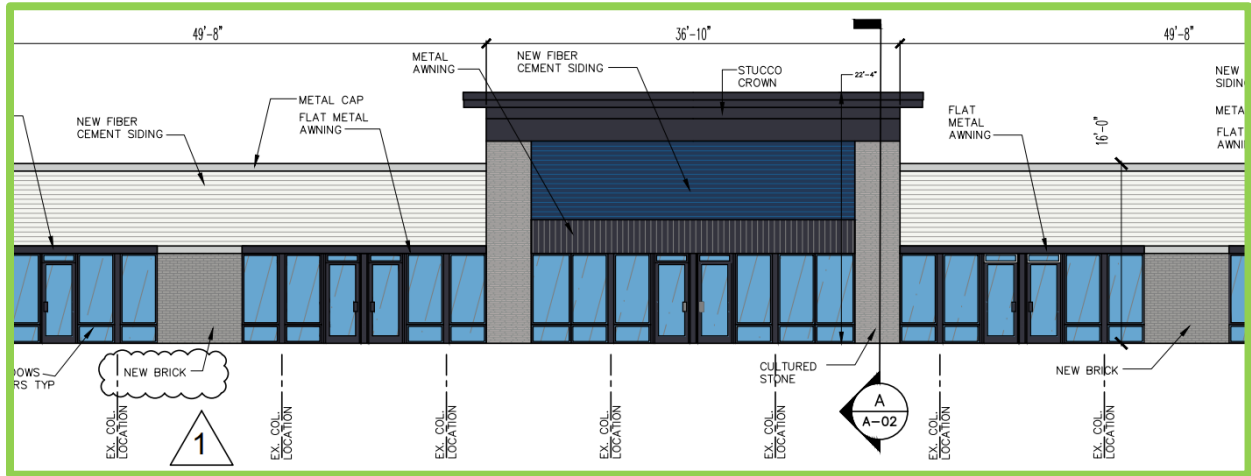 49'-8"
36'-10"
49'-8"
METAL
AWNING
NEW FIBER
CEMENT SIDING
STUCCO
CROWN
22'-4"
NEW
SIDIN
META
FLAT
AWNI
METAL CAP
FLAT METAL
AWNING
NEW FIBER
CEMENT SIDING
FLAT
METAL
AWNING
16'-0"
DOWS
RS TYP
NEW BRICK
CULTURED
STONE
NEW BRICK
A
A-02
1
EX. COL.
LOCATION
EX. COL.
LOCATION
EX. COL.
LOCATION
EX. COL.
LOCATION
EX. COL.
LOCATION
EX. COL.
LOCATION
EX. COL.
LOCATION